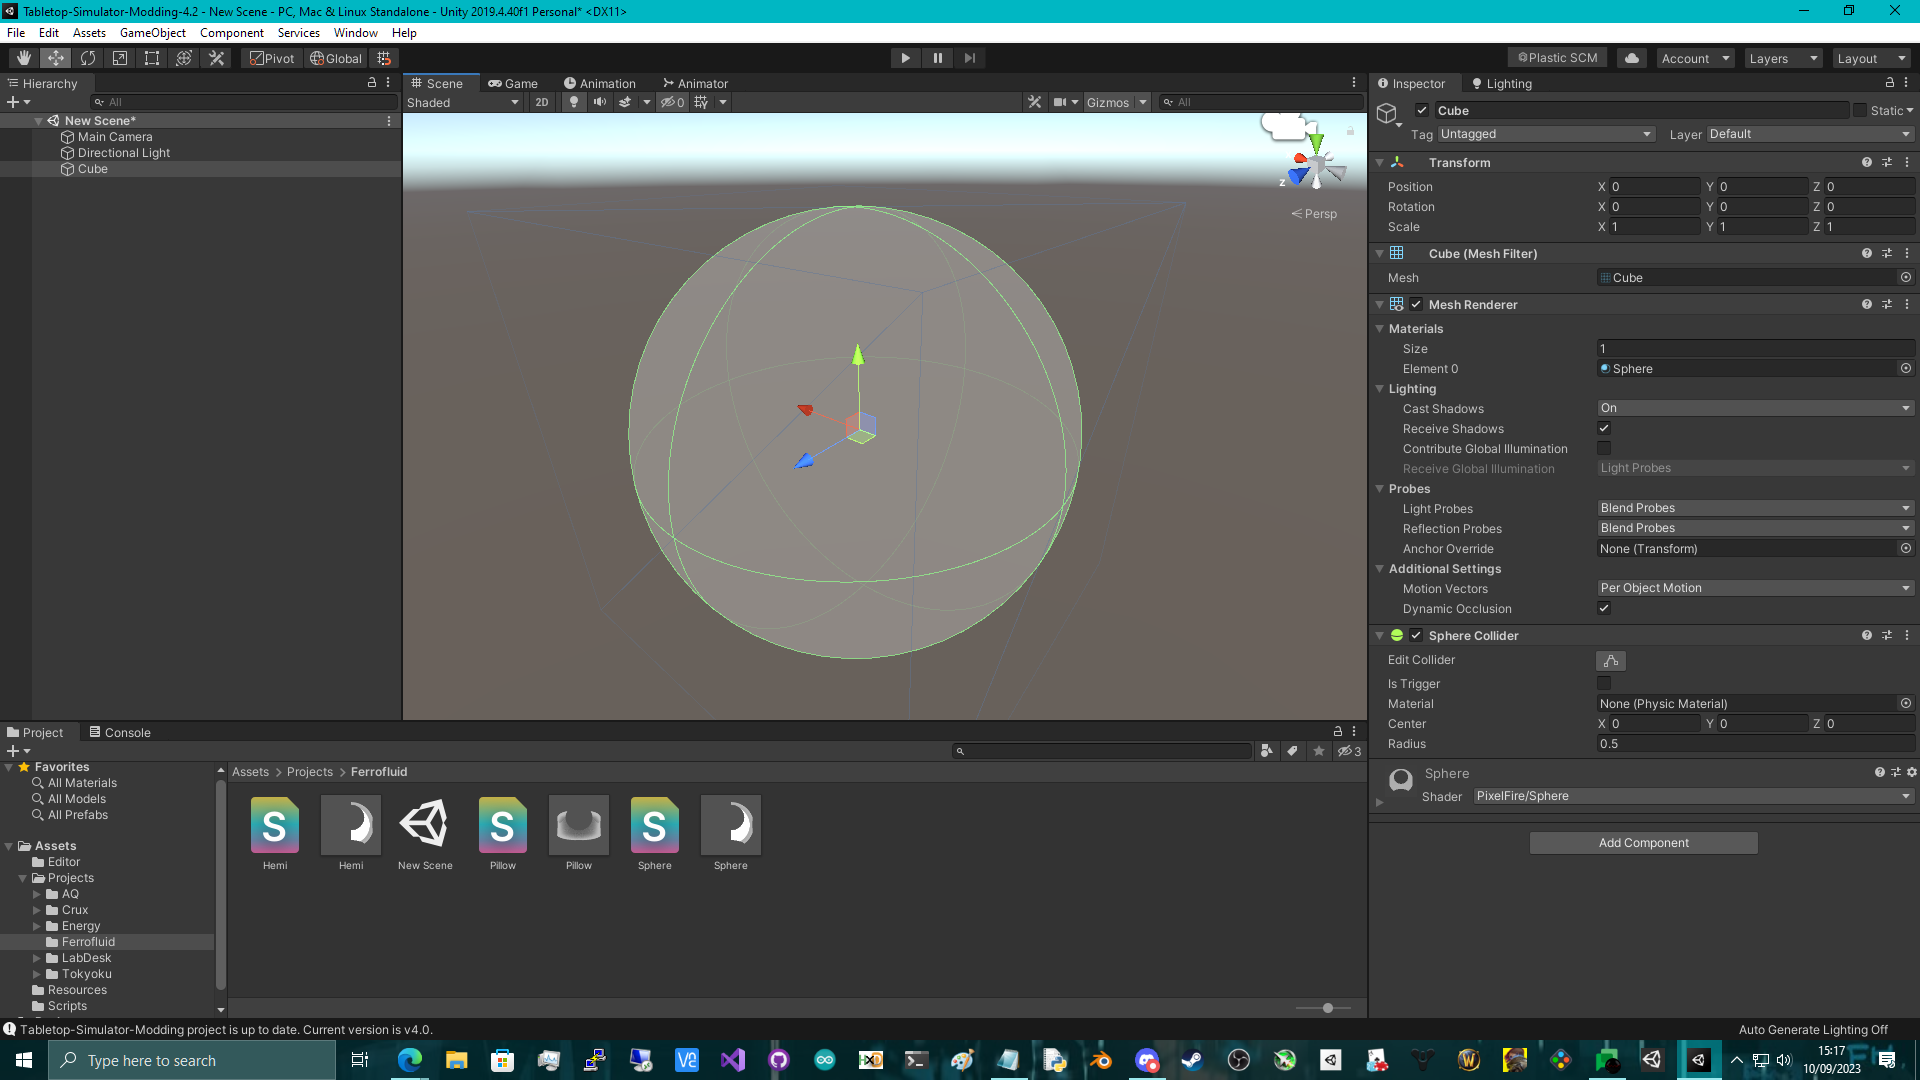 Tabletop-Simulator-Modding-4.2 - New Scene - PC, Mac & Linux Standalone - Unity 2019.4.40f1 Personal* <DX11>
File Edit Assets GameObject Component Services Window Help
Pivot Global Plastic SCM Account Layers Layout
Hierarchy
All
New Scene*
Main Camera
Directional Light
Cube
Scene Game Animation Animator
Shaded 2D 0 Gizmos All
z
Persp
Inspector Lighting
Cube Static
Tag Untagged Layer Default
Transform
Position X 0 Y 0 Z 0
Rotation X 0 Y 0 Z 0
Scale X 1 Y 1 Z 1
Cube (Mesh Filter)
Mesh Cube
Mesh Renderer
Materials
Size 1
Element 0 Sphere
Lighting
Cast Shadows On
Receive Shadows
Contribute Global Illumination
Receive Global Illumination Light Probes
Probes
Light Probes Blend Probes
Reflection Probes Blend Probes
Anchor Override None (Transform)
Additional Settings
Motion Vectors Per Object Motion
Dynamic Occlusion
Sphere Collider
Edit Collider
Is Trigger
Material None (Physic Material)
Center X 0 Y 0 Z 0
Radius 0.5
Sphere
Shader PixelFire/Sphere
Add Component
Project Console
3
Favorites
All Materials
All Models
All Prefabs
Assets
Editor
Projects
AQ
Crux
Energy
Ferrofluid
LabDesk
Tokyoku
Resources
Scripts
Assets > Projects > Ferrofluid
S S S
Hemi Hemi New Scene Pillow Pillow Sphere Sphere
Tabletop-Simulator-Modding project is up to date. Current version is v4.0.
Auto Generate Lighting Off
Type here to search
15:17
10/09/2023